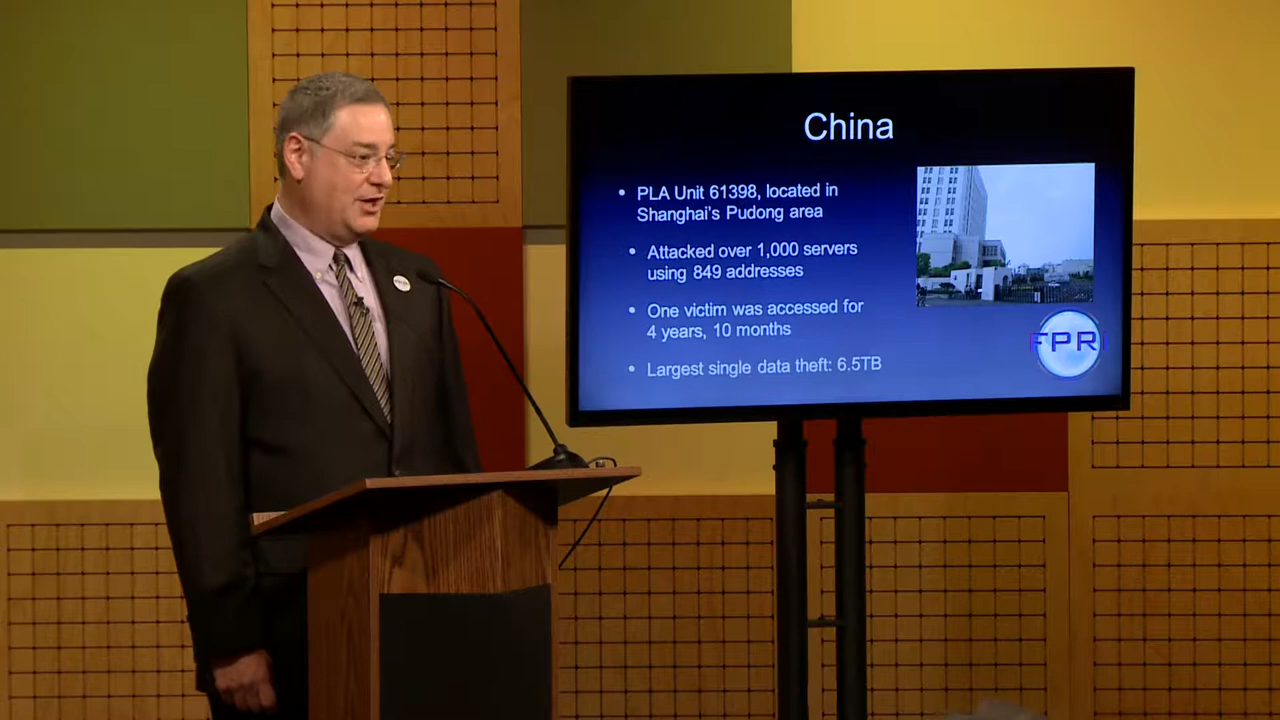 China
• PLA Unit 61398, located in
Shanghai's Pudong area
• Attacked over 1,000 servers
using 849 addresses
• One victim was accessed for
4 years, 10 months
• Largest single data theft: 6.5TB
FPRI